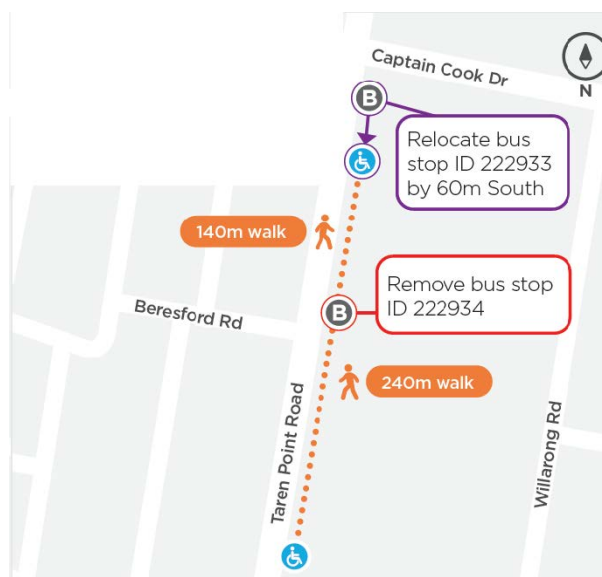 Captain Cook Dr
N
B
Relocate bus
stop ID 222933
by 60m South
140m walk
Remove bus stop
ID 222934
B
Beresford Rd
240m walk
Taren Point Road
Willarong Rd